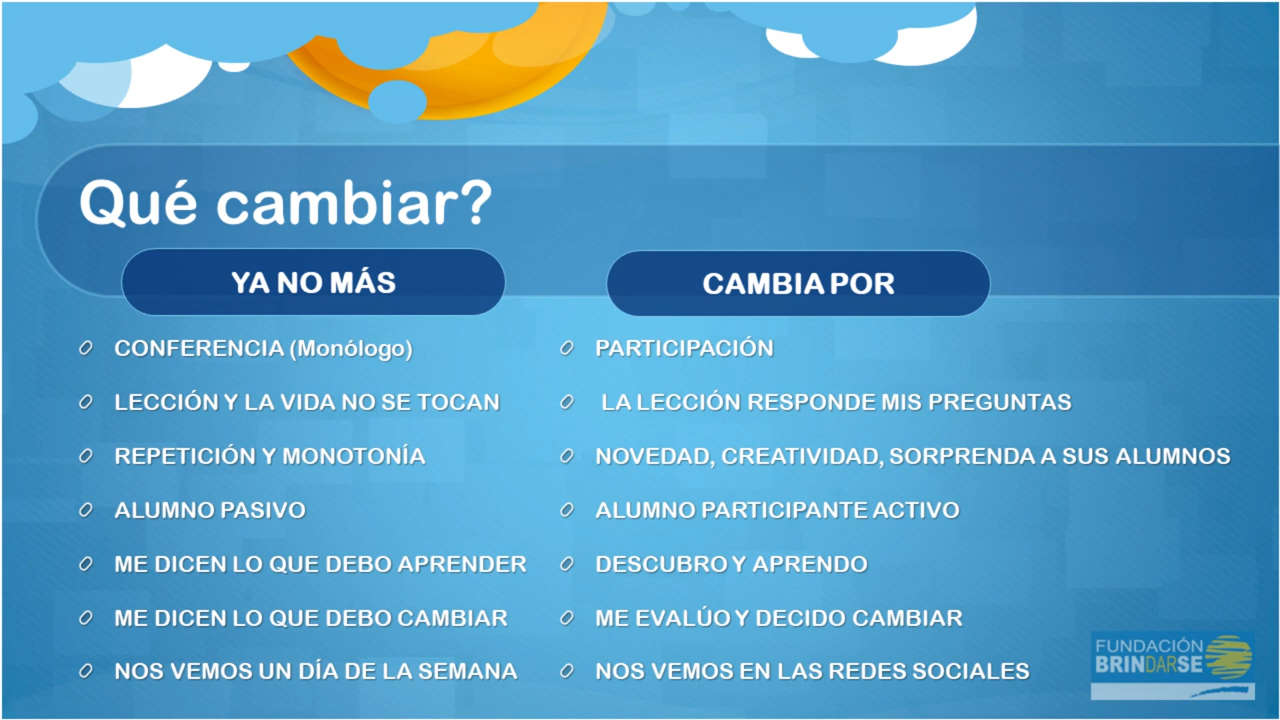 Qué cambiar?
YA NO MÁS
CONFERENCIA (Monólogo)
LECCIÓN Y LA VIDA NO SE TOCAN
REPETICIÓN Y MONOTONÍA
ALUMNO PASIVO
ME DICEN LO QUE DEBO APRENDER
ME DICEN LO QUE DEBO CAMBIAR
NOS VEMOS UN DÍA DE LA SEMANA
CAMBIA POR
PARTICIPACIÓN
LA LECCIÓN RESPONDE MIS PREGUNTAS
NOVEDAD, CREATIVIDAD, SORPRENDA A SUS ALUMNOS
ALUMNO PARTICIPANTE ACTIVO
DESCUBRO Y APRENDO
ME EVALÚO Y DECIDO CAMBIAR
NOS VEMOS EN LAS REDES SOCIALES
FUNDACIÓN
BRINDARSE